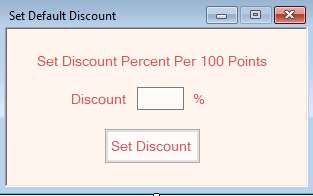 Set Default Discount
Set Discount Percent Per 100 Points
Discount %
Set Discount